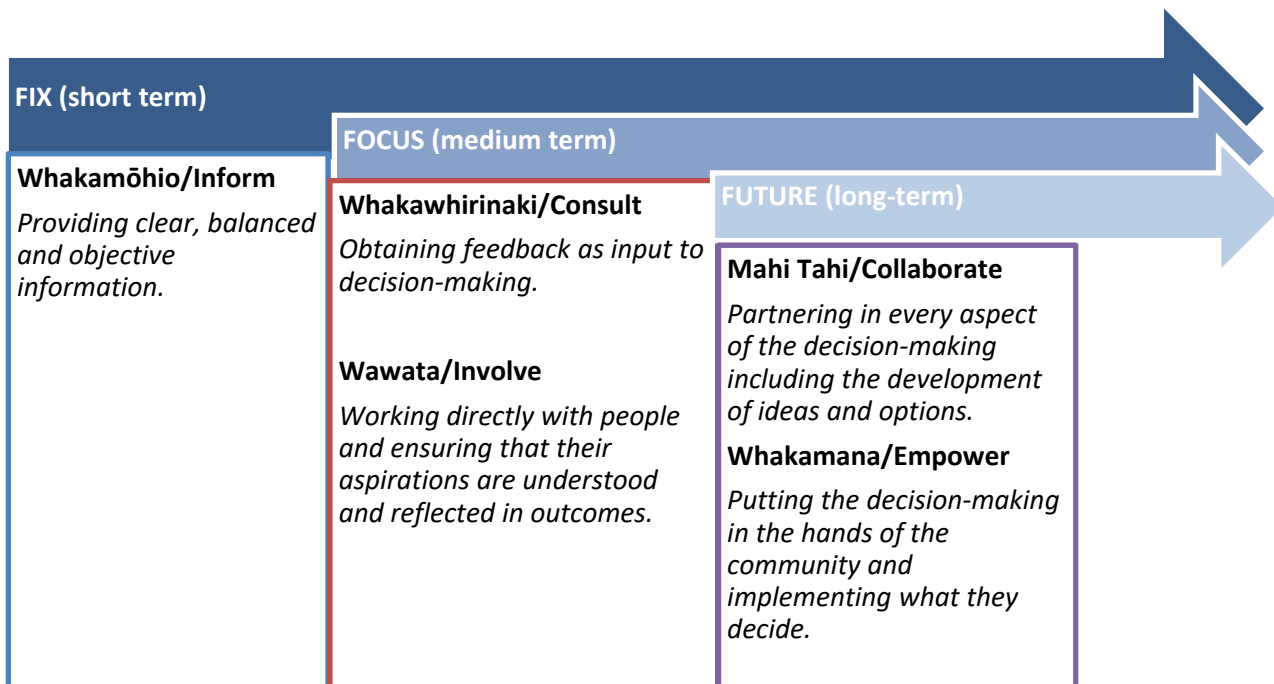 FIX (short term)
Whakamōhio/Inform
Providing clear, balanced
and objective
information.
FOCUS (medium term)
Whakawhirinaki/Consult
Obtaining feedback as input to
decision-making.
Wawata/Involve
Working directly with people
and ensuring that their
aspirations are understood
and reflected in outcomes.
FUTURE (long-term)
Mahi Tahi/Collaborate
Partnering in every aspect
of the decision-making
including the development
of ideas and options.
Whakamana/Empower
Putting the decision-making
in the hands of the
community and
implementing what they
decide.